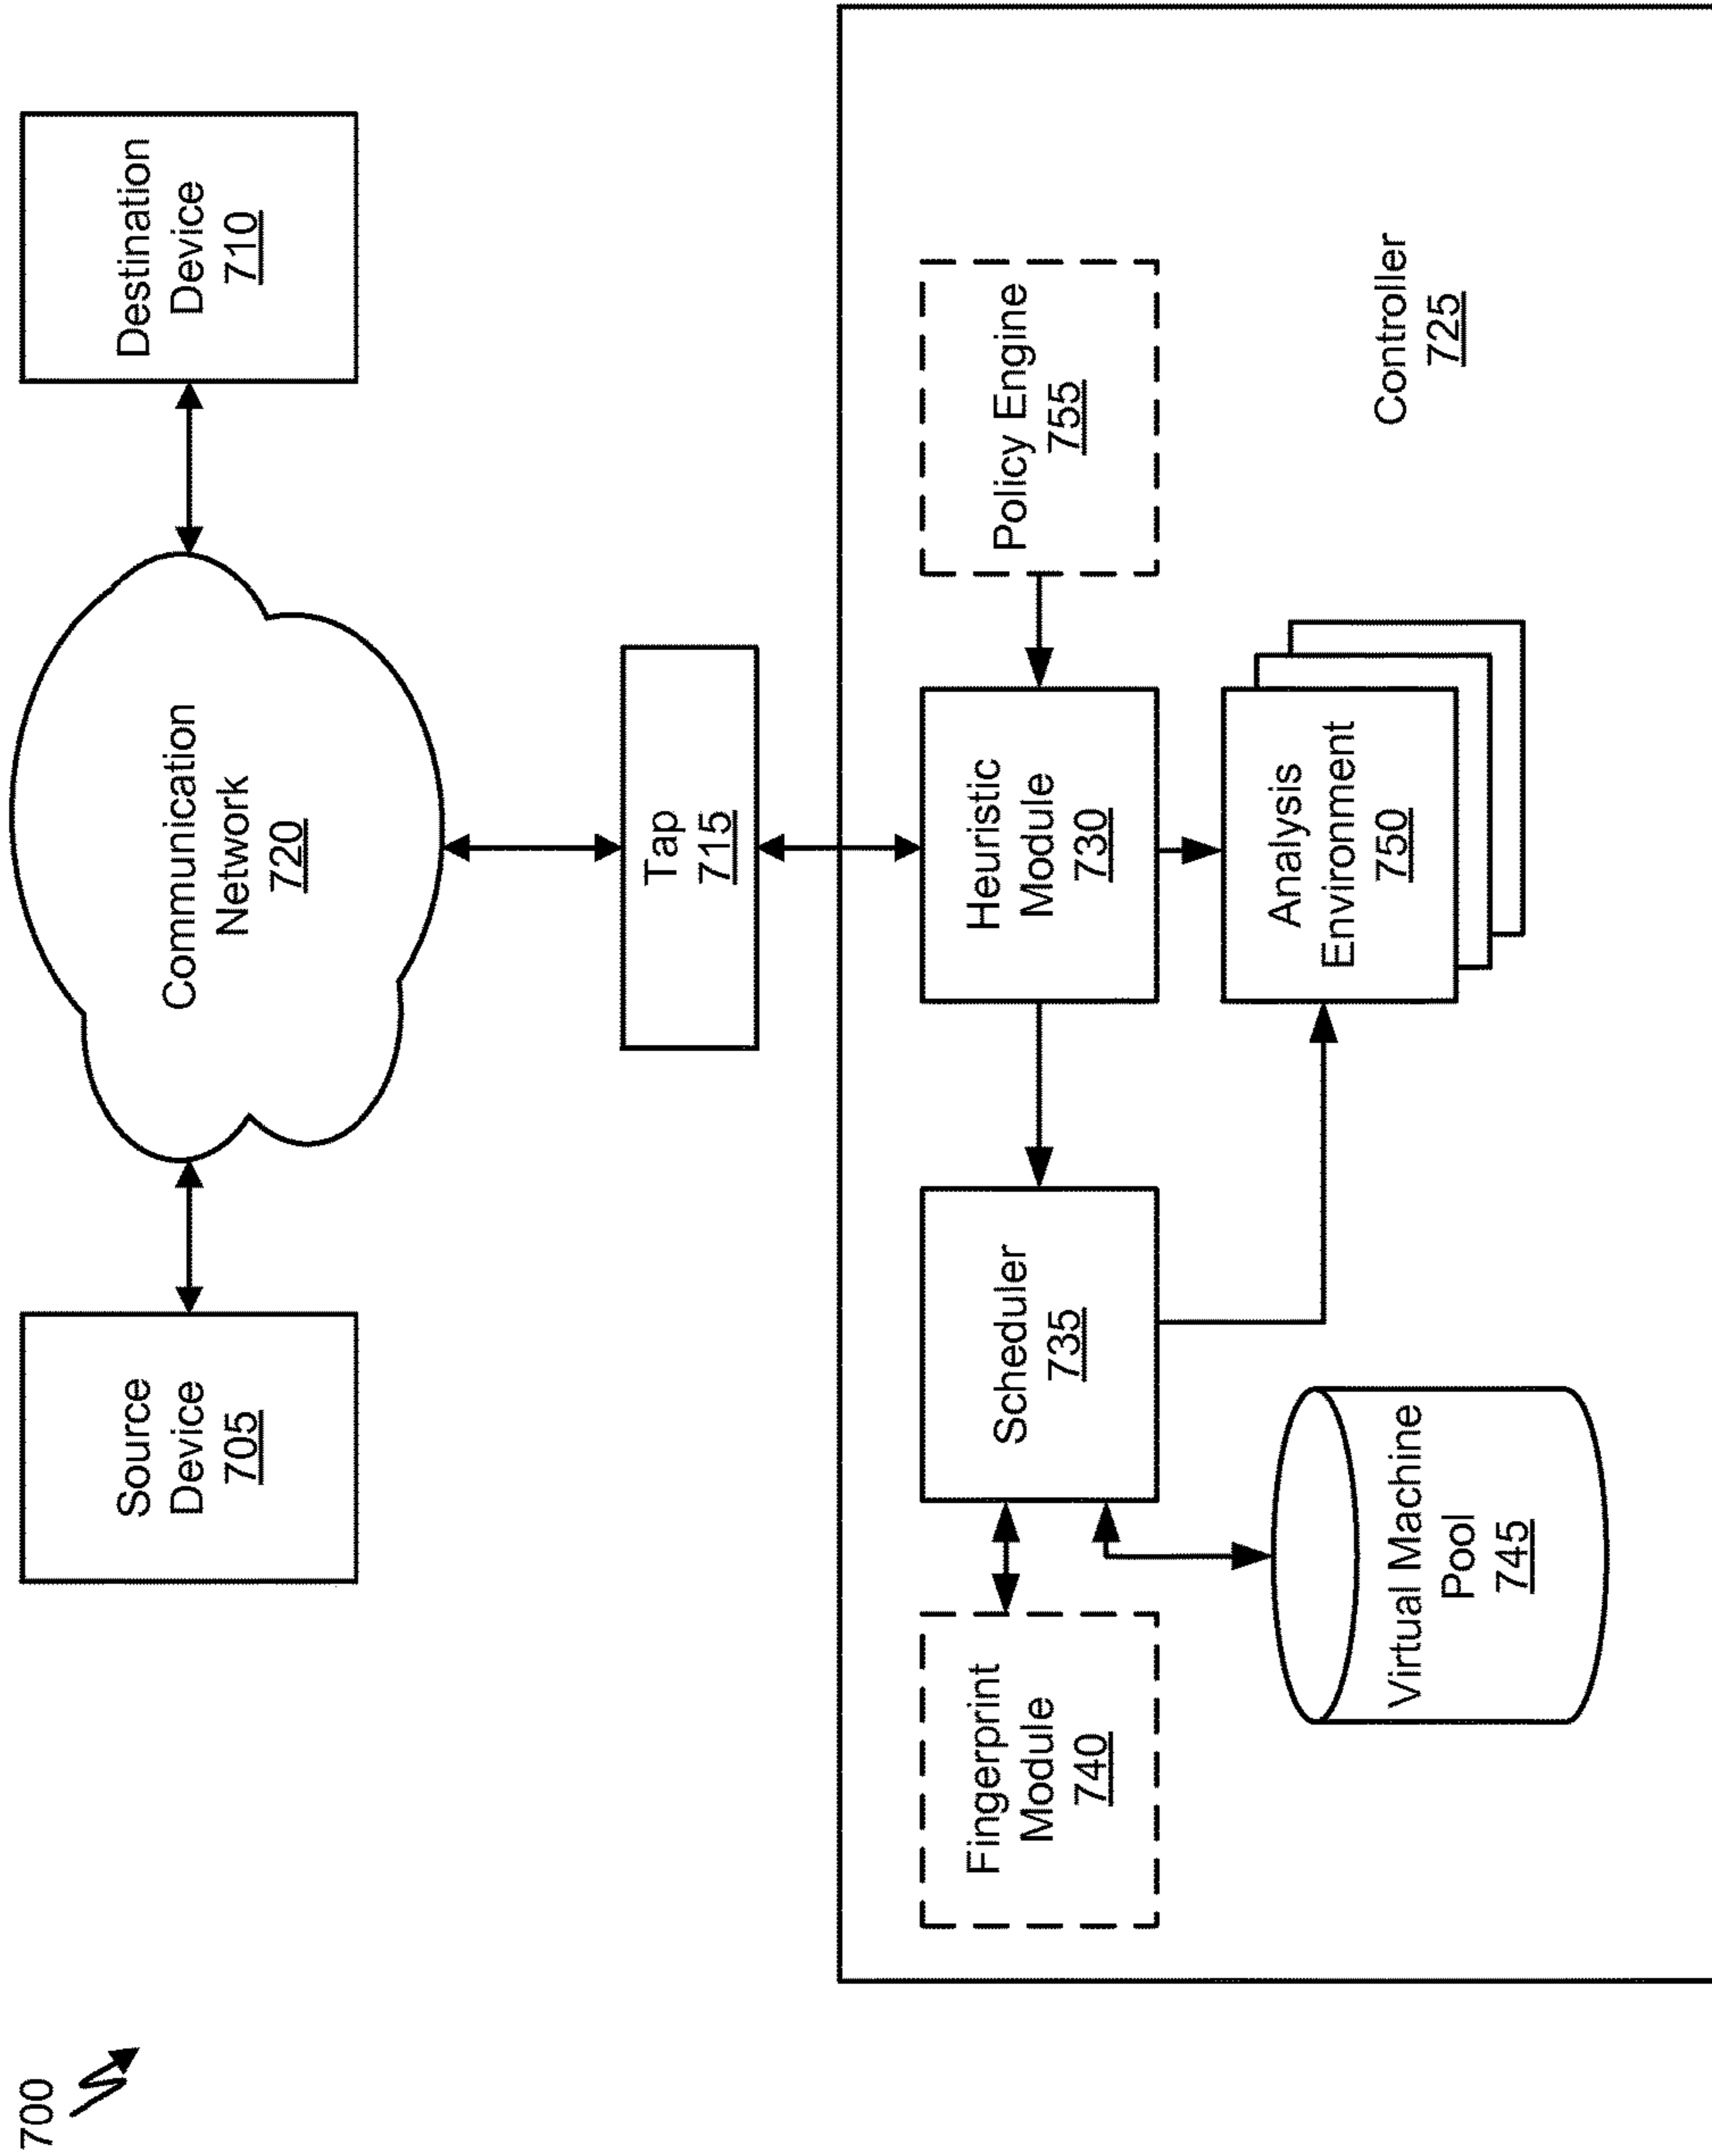 700
Source
Device
705
Communication
Network
720
Destination
Device
710
Tap
715
Fingerprint
Module
740
Scheduler
735
Heuristic
Module
730
Policy Engine
755
Virtual Machine
Pool
745
Analysis
Environment
750
Controller
725